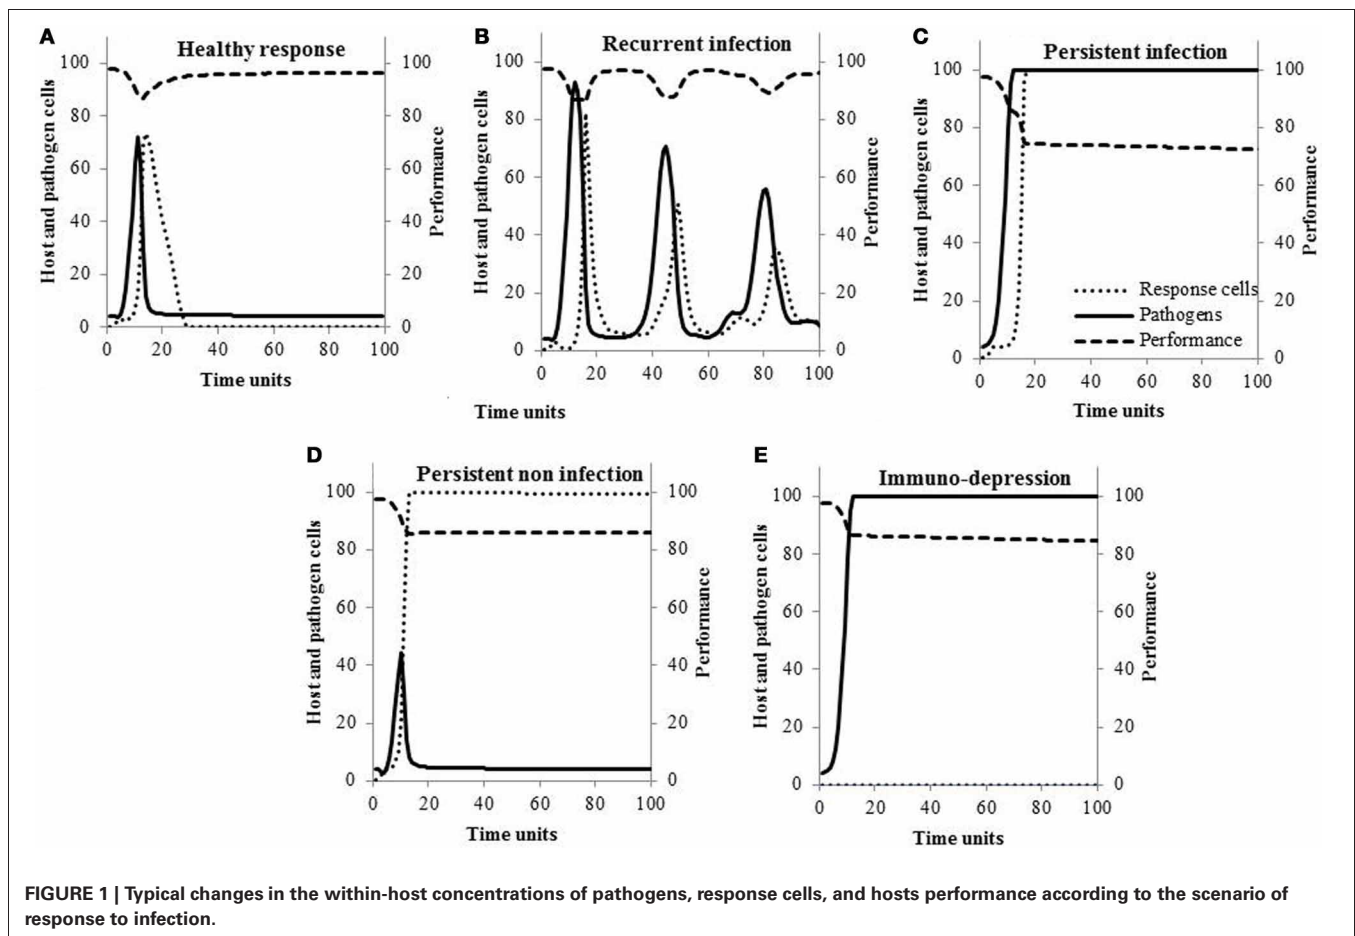 A
Healthy response
100
80
60
40
20
0
Host and pathogen cells
100
80
60
40
20
0
Performance
0 20 40 60 80 100
Time units
B
Recurrent infection
100
80
60
40
20
0
Host and pathogen cells
100
80
60
40
20
0
Performance
0 20 40 60 80 100
Time units
C
Persistent infection
100
80
60
40
20
0
Host and pathogen cells
100
80
60
40
20
0
Performance
Response cells
Pathogens
Performance
0 20 40 60 80 100
Time units
D
Persistent non infection
100
80
60
40
20
0
Host and pathogen cells
100
80
60
40
20
0
Performance
0 20 40 60 80 100
Time units
E
Immuno-depression
100
80
60
40
20
0
Host and pathogen cells
100
80
60
40
20
0
Performance
0 20 40 60 80 100
Time units
FIGURE 1 | Typical changes in the within-host concentrations of pathogens, response cells, and hosts performance according to the scenario of
response to infection.